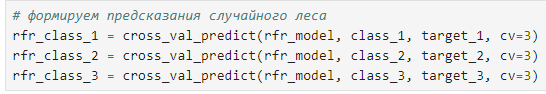 # формируем предсказания случайного леса
rfr_class_1 = cross_val_predict(rfr_model, class_1, target_1, cv=3)
rfr_class_2 = cross_val_predict(rfr_model, class_2, target_2, cv=3)
rfr_class_3 = cross_val_predict(rfr_model, class_3, target_3, cv=3)